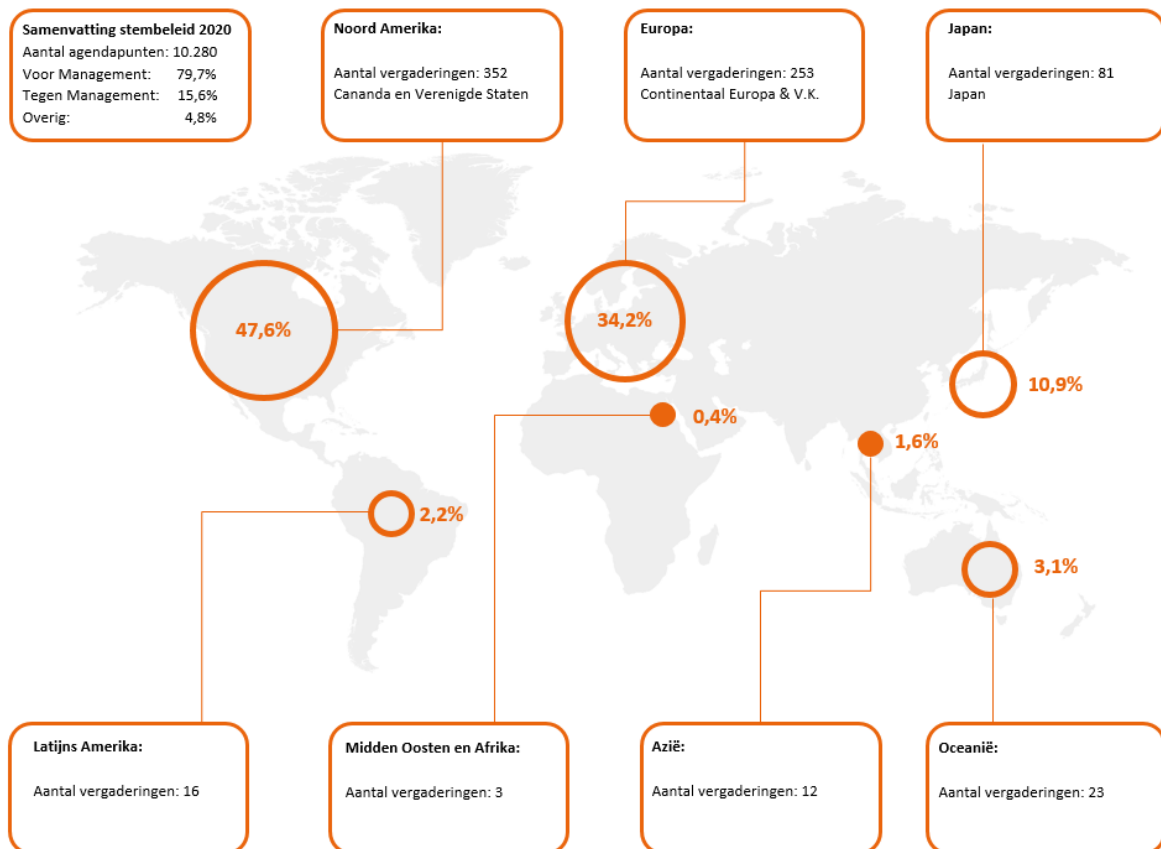 Samenvatting stembeleid 2020
Aantal agendapunten: 10.280
Voor Management: 79,7%
Tegen Management: 15,6%
Overig: 4,8%
Noord Amerika:
Aantal vergaderingen: 352
Cananda en Verenigde Staten
Europa:
Aantal vergaderingen: 253
Continentaal Europa & V.K.
Japan:
Aantal vergaderingen: 81
Japan
47,6%
34,2%
10,9%
0,4%
1,6%
2,2%
3,1%
Latijns Amerika:
Aantal vergaderingen: 16
Midden Oosten en Afrika:
Aantal vergaderingen: 3
Azië:
Aantal vergaderingen: 12
Oceanië:
Aantal vergaderingen: 23